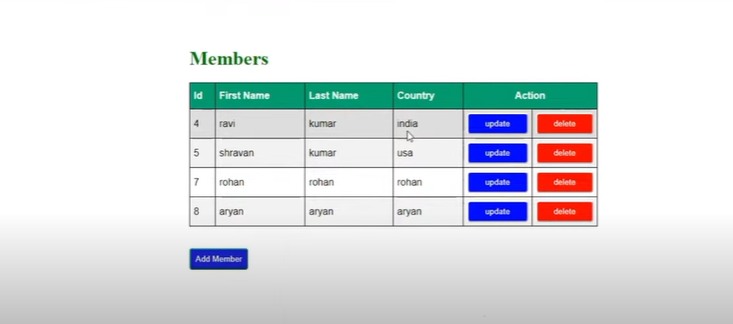 Members
Id First Name Last Name Country Action
4 ravi kumar india update delete
5 shravan kumar usa update delete
7 rohan rohan rohan update delete
8 aryan aryan aryan update delete
Add Member